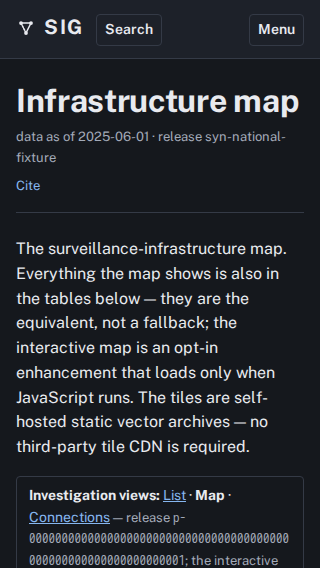 SIG Search Menu
Infrastructure map
data as of 2025-06-01 · release syn-national-
fixture
Cite
The surveillance-infrastructure map.
Everything the map shows is also in
the tables below — they are the
equivalent, not a fallback; the
interactive map is an opt-in
enhancement that loads only when
JavaScript runs. The tiles are self-
hosted static vector archives — no
third-party tile CDN is required.
Investigation views: List · Map ·
Connections — release p-
; the interactive